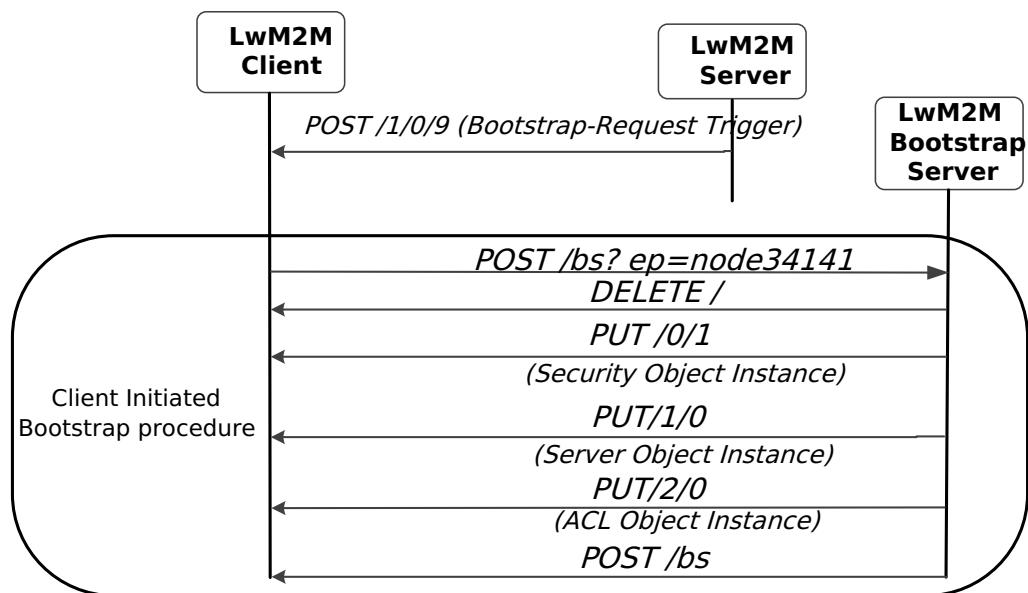 LwM2M
Client
LwM2M
Server
LwM2M
Bootstrap
Server
POST /1/0/9 (Bootstrap-Request Trigger)
POST /bs? ep=node34141
DELETE /
PUT /0/1
(Security Object Instance)
Client Initiated
Bootstrap procedure
PUT/1/0
(Server Object Instance)
PUT/2/0
(ACL Object Instance)
POST /bs